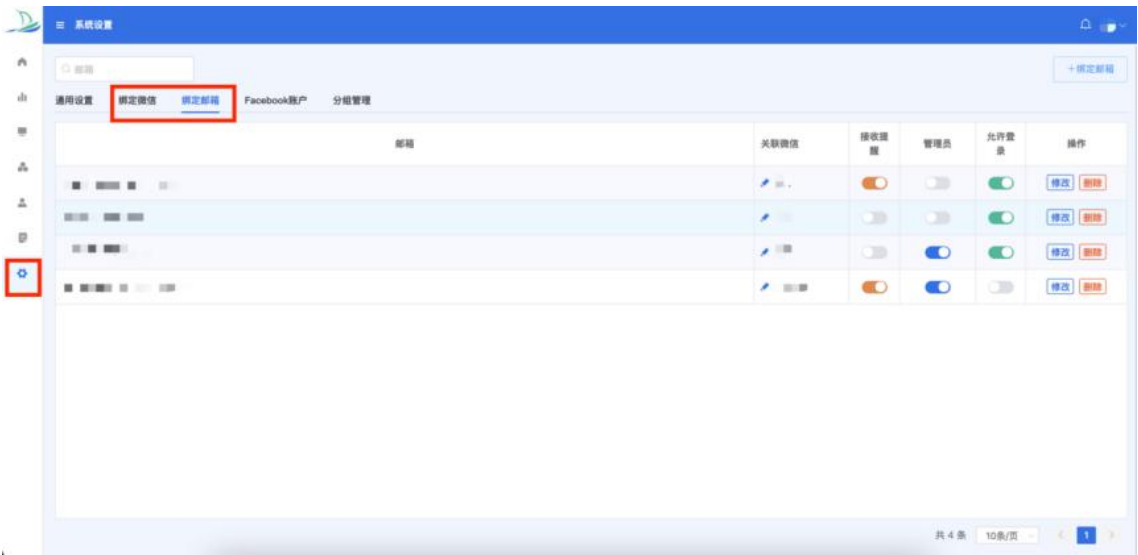 系统设置
邮箱
+绑定邮箱
通用设置 绑定微信 绑定邮箱 Facebook账户 分组管理
邮箱 关联微信 接收提醒 管理员 允许登录 操作
修改 删除
修改 删除
修改 删除
修改 删除
共 4 条 10条/页 1